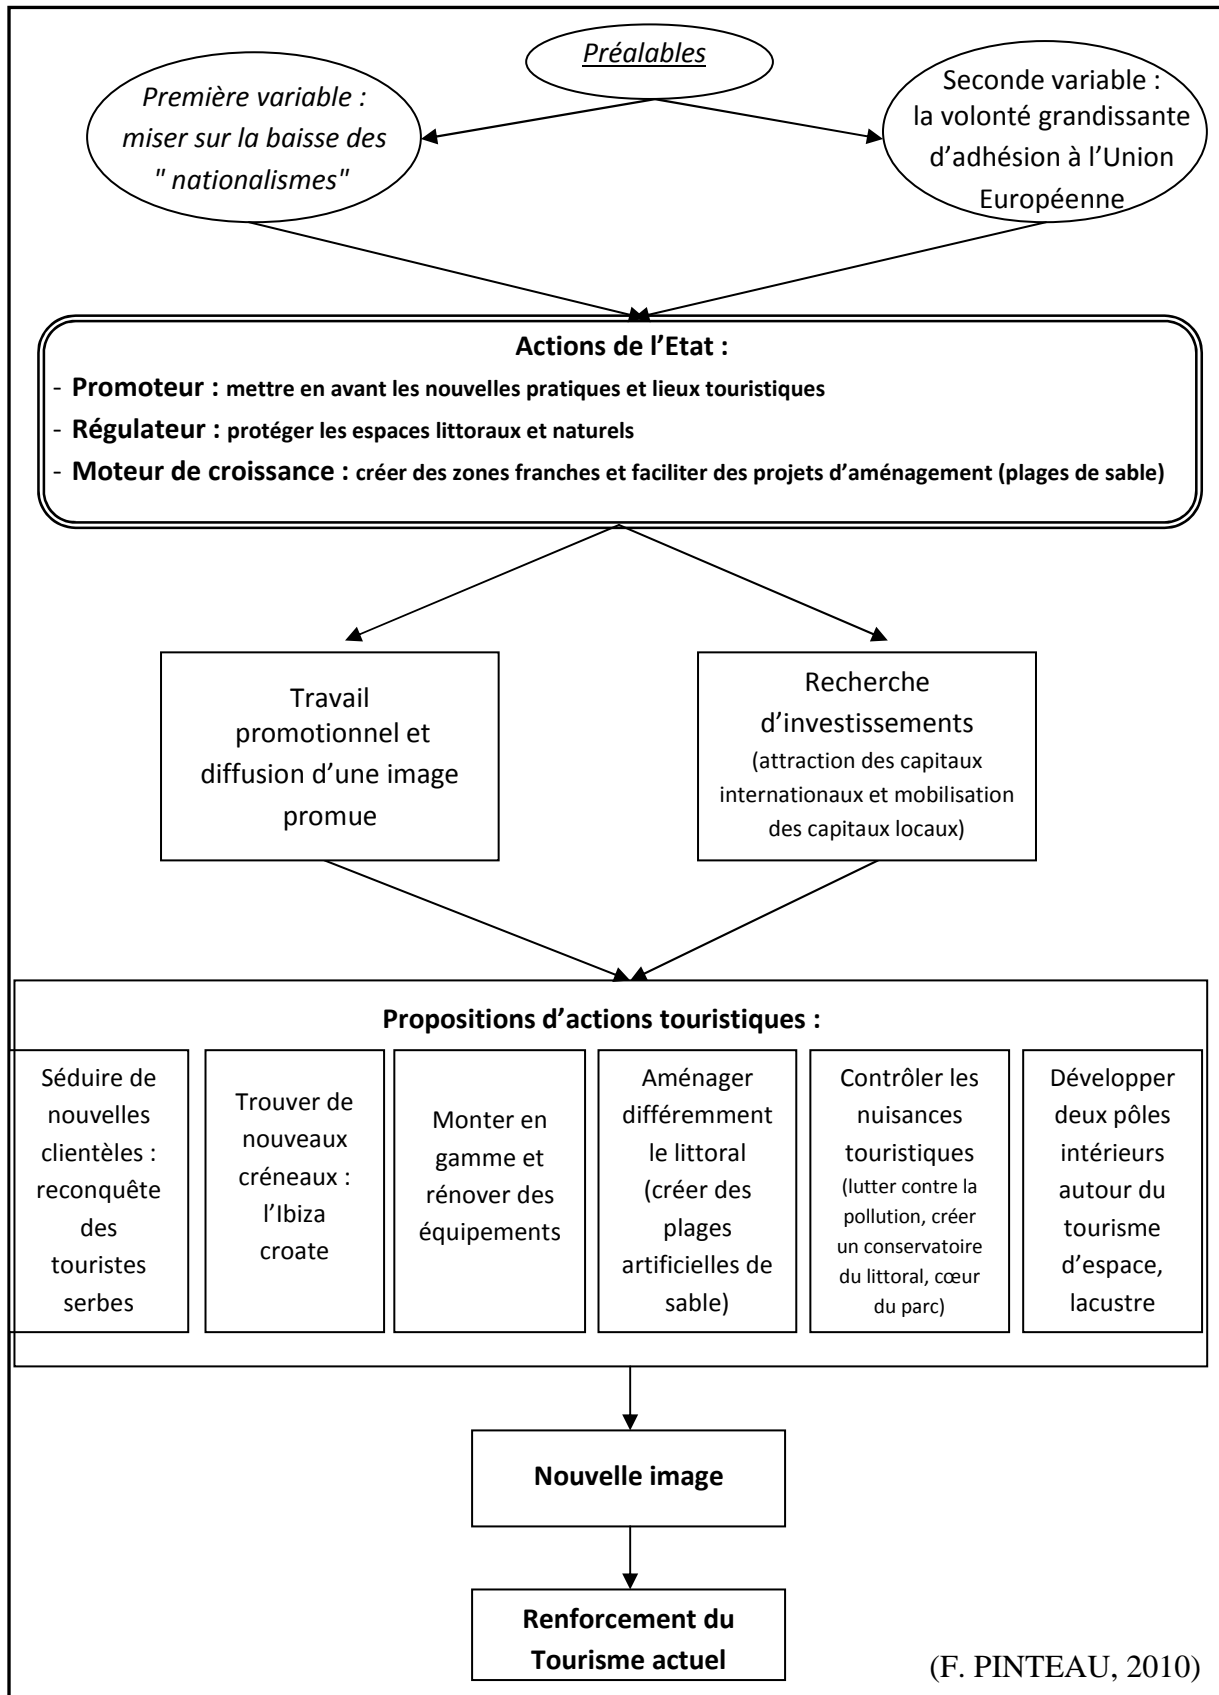 Préalables
Première variable :
miser sur la baisse des
" nationalismes"
Seconde variable :
la volonté grandissante
d’adhésion à l’Union
Européenne
Actions de l’Etat :
- Promoteur : mettre en avant les nouvelles pratiques et lieux touristiques
- Régulateur : protéger les espaces littoraux et naturels
- Moteur de croissance : créer des zones franches et faciliter des projets d’aménagement (plages de sable)
Travail
promotionnel et
diffusion d’une image
promue
Recherche
d’investissements
(attraction des capitaux
internationaux et mobilisation
des capitaux locaux)
Propositions d’actions touristiques :
Séduire de
nouvelles
clientèles :
reconquête
des
touristes
serbes
Trouver de
nouveaux
créneaux :
l’Ibiza
croate
Monter en
gamme et
rénover des
équipements
Aménager
différemment
le littoral
(créer des
plages
artificielles de
sable)
Contrôler les
nuisances
touristiques
(lutter contre la
pollution, créer
un conservatoire
du littoral, cœur
du parc)
Développer
deux pôles
intérieurs
autour du
tourisme
d’espace,
lacustre
Nouvelle image
Renforcement du
Tourisme actuel
(F. PINTEAU, 2010)